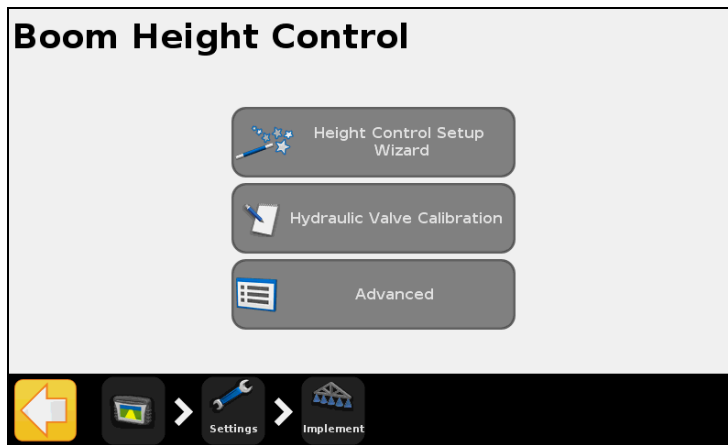 Boom Height Control
Height Control Setup
Wizard
Hydraulic Valve Calibration
Advanced
Settings
Implement